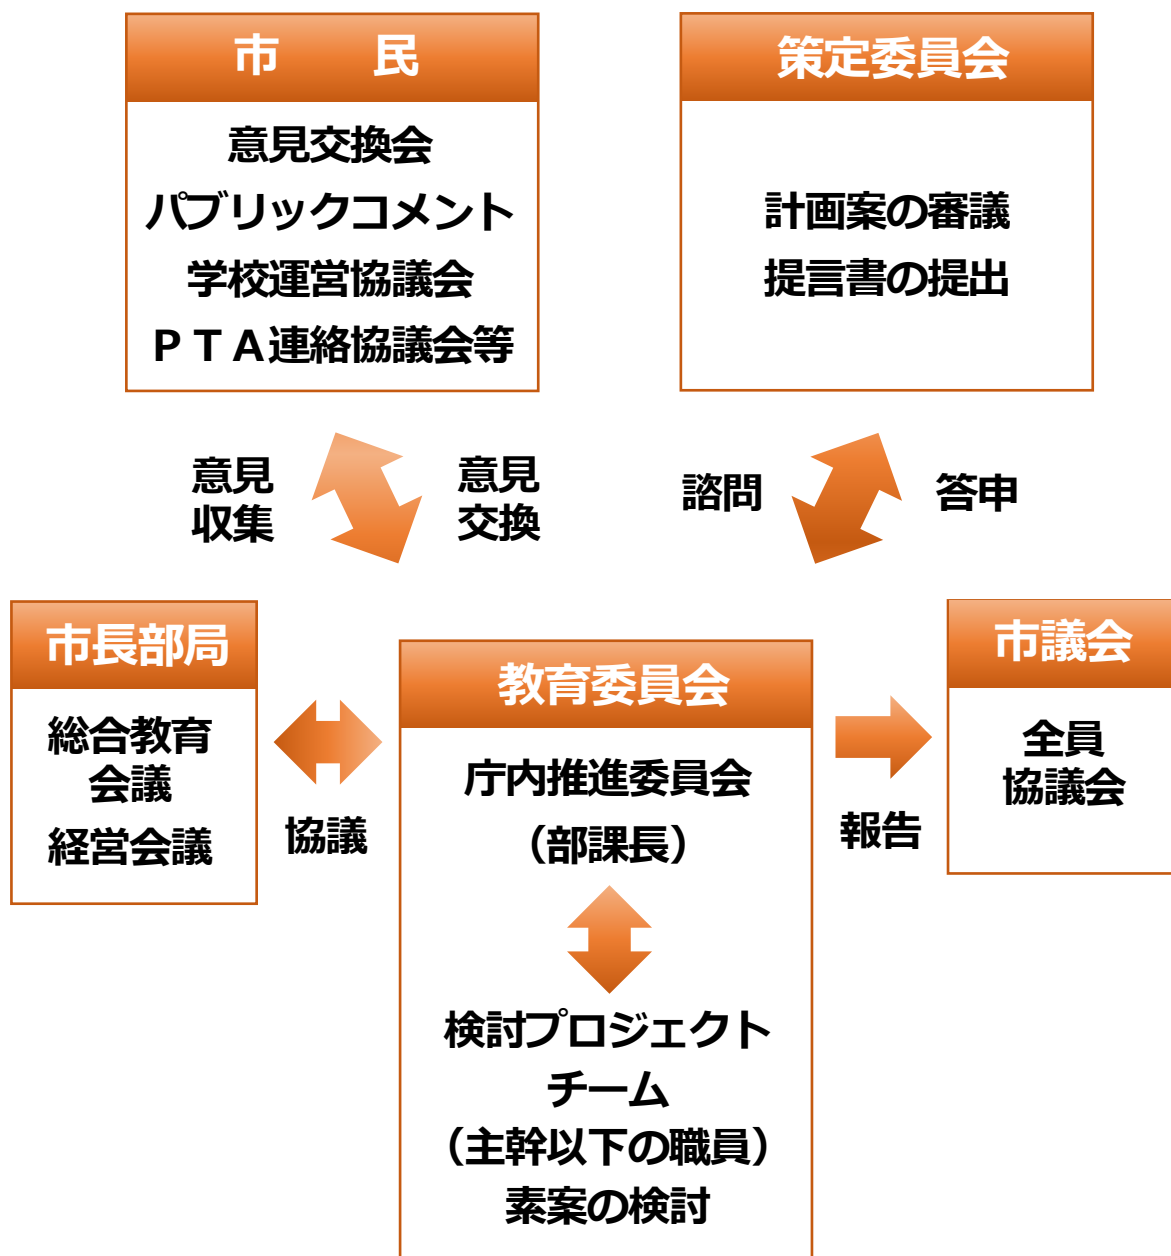 市　民
意見交換会
パブリックコメント
学校運営協議会
ＰＴＡ連絡協議会等
策定委員会
計画案の審議
提言書の提出
意見
収集
意見
交換
諮問
答申
市長部局
総合教育
会議
経営会議
協議
教育委員会
庁内推進委員会
（部課長）
検討プロジェクト
チーム
（主幹以下の職員）
素案の検討
報告
市議会
全員
協議会